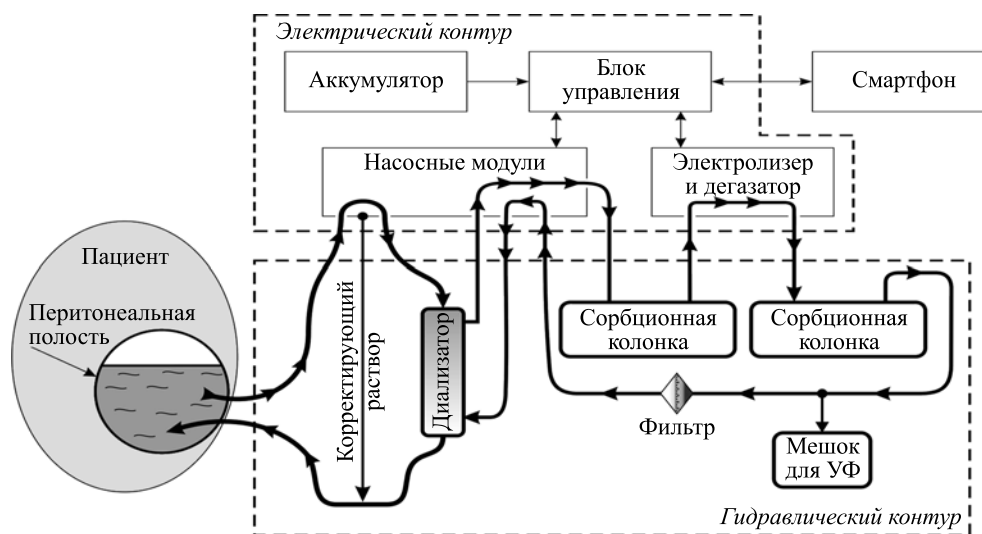 Электрический контур
Аккумулятор
Блок
управления
Смартфон
Насосные модули
Электролизер
и дегазатор
Пациент
Перитонеальная
полость
Корректирующий
раствор
Диализатор
Сорбционная
колонка
Сорбционная
колонка
Фильтр
Мешок
для УФ
Гидравлический контур